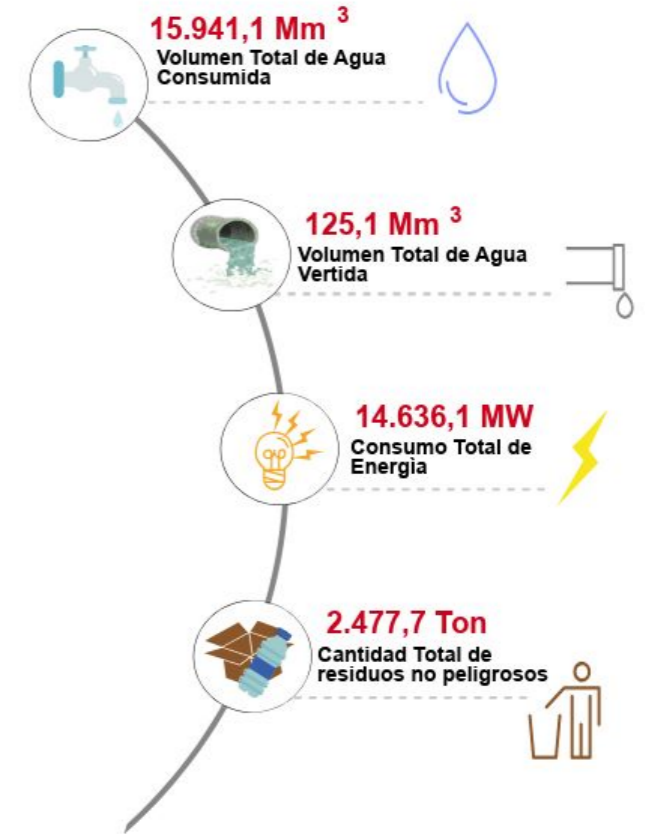 15.941,1 Mm ³
Volumen Total de Agua
Consumida
125,1 Mm ³
Volumen Total de Agua
Vertida
14.636,1 MW
Consumo Total de
Energìa
2.477,7 Ton
Cantidad Total de
residuos no peligrosos